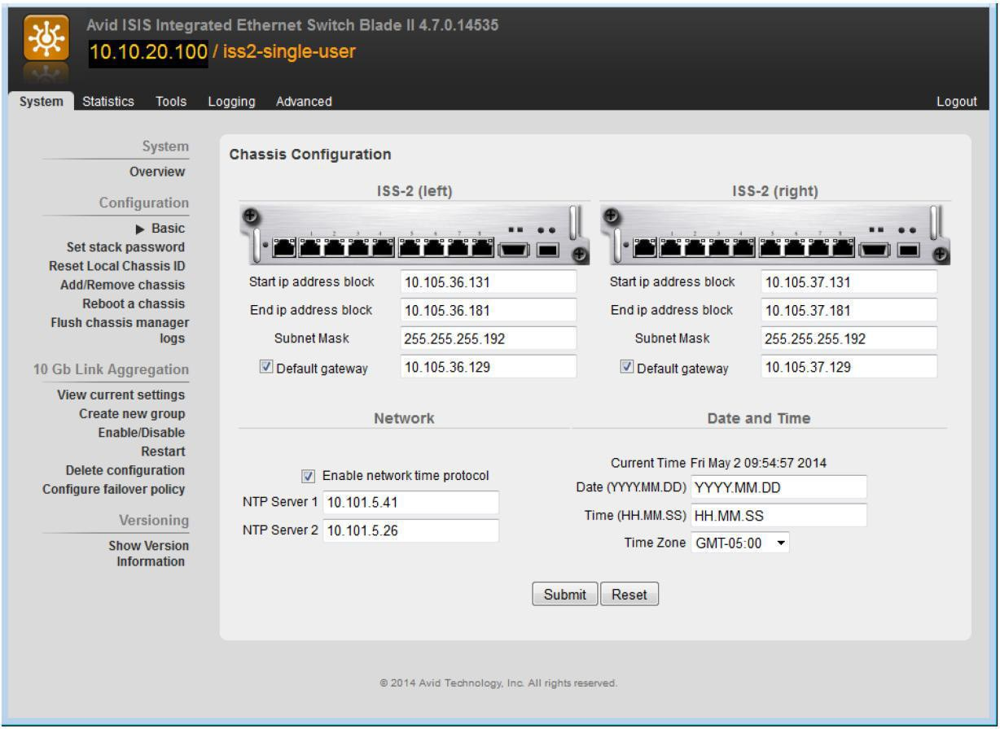 Avid ISIS Integrated Ethernet Switch Blade II 4.7.0.14535
10.10.20.100 / iss2-single-user
System Statistics Tools Logging Advanced Logout
System
Overview
Configuration
▶ Basic
Set stack password
Reset Local Chassis ID
Add/Remove chassis
Reboot a chassis
Flush chassis manager
logs
10 Gb Link Aggregation
View current settings
Create new group
Enable/Disable
Restart
Delete configuration
Configure failover policy
Versioning
Show Version
Information
Chassis Configuration
ISS-2 (left)
1 2 3 4 5 6 7 8
Start ip address block 10.105.36.131
End ip address block 10.105.36.181
Subnet Mask 255.255.255.192
Default gateway 10.105.36.129
ISS-2 (right)
1 2 3 4 5 6 7 8
Start ip address block 10.105.37.131
End ip address block 10.105.37.181
Subnet Mask 255.255.255.192
Default gateway 10.105.37.129
Network
Enable network time protocol
NTP Server 1 10.101.5.41
NTP Server 2 10.101.5.26
Date and Time
Current Time Fri May 2 09:54:57 2014
Date (YYYY.MM.DD) YYYY.MM.DD
Time (HH.MM.SS) HH.MM.SS
Time Zone GMT-05:00
Submit Reset
© 2014 Avid Technology, Inc. All rights reserved.